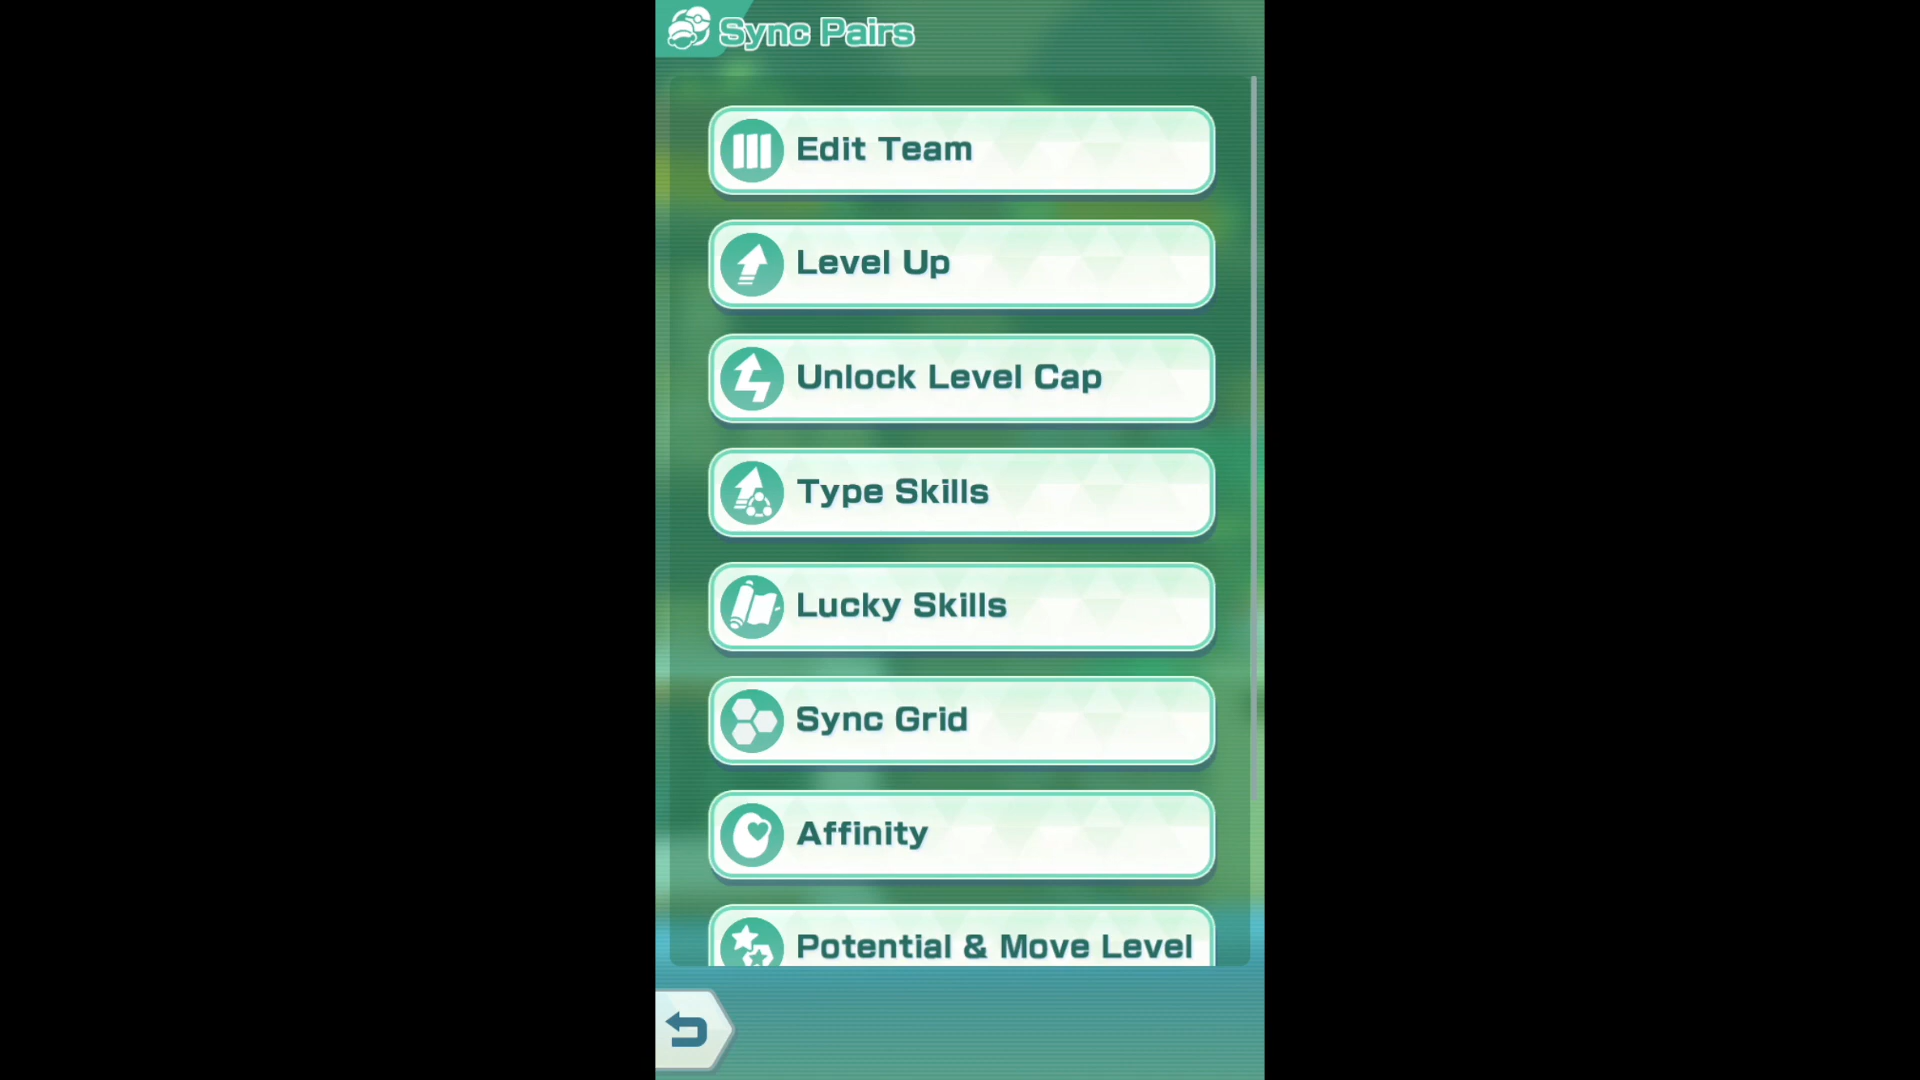 Sync Pairs
Edit Team
Level Up
Unlock Level Cap
Type Skills
Lucky Skills
Sync Grid
Affinity
Potential & Move Level